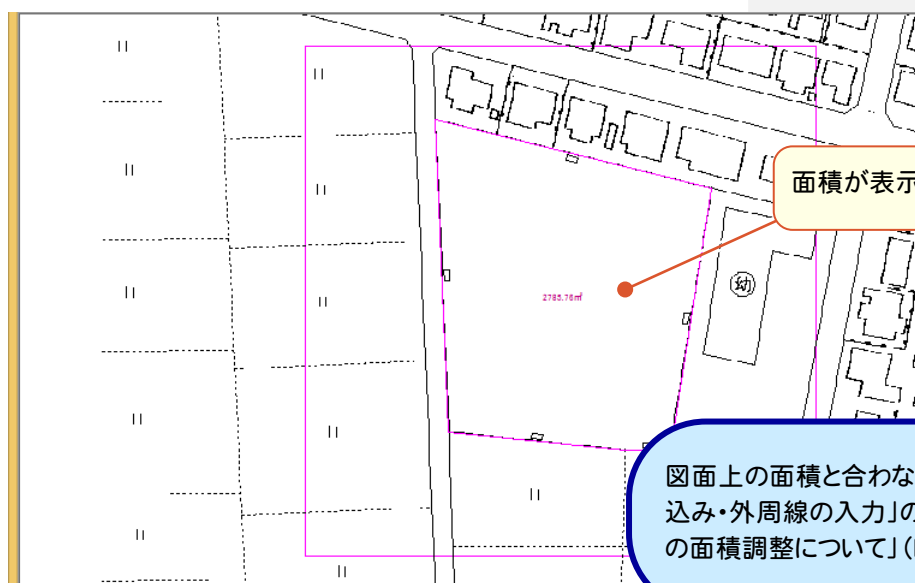 面積が表示
2785.76㎡
幼
図面上の面積と合わな
込み・外周線の入力」の
の面積調整について」(